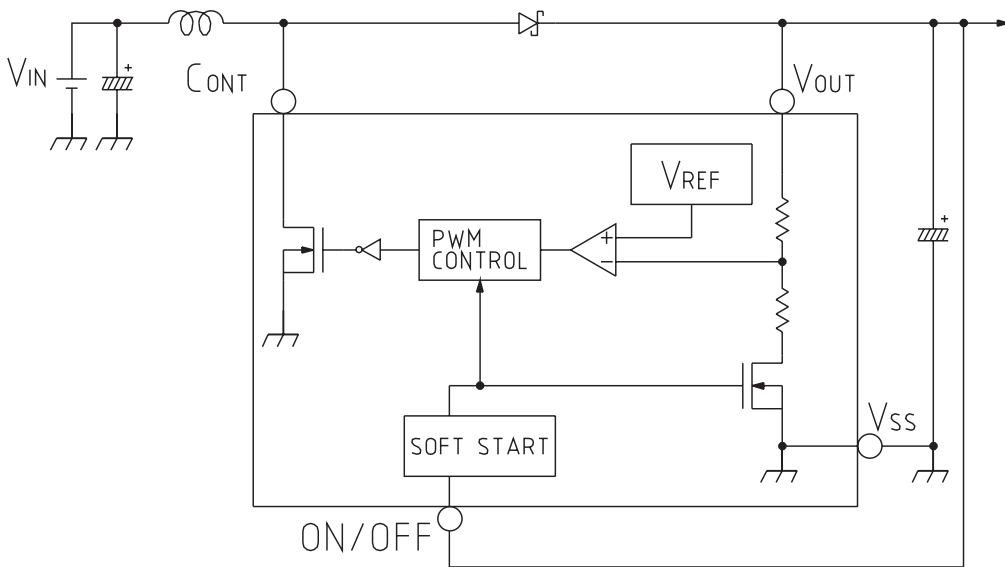 VIN
+
CONT
VOUT
VREF
+
PWM
CONTROL
+
−
VSS
SOFT START
ON/OFF